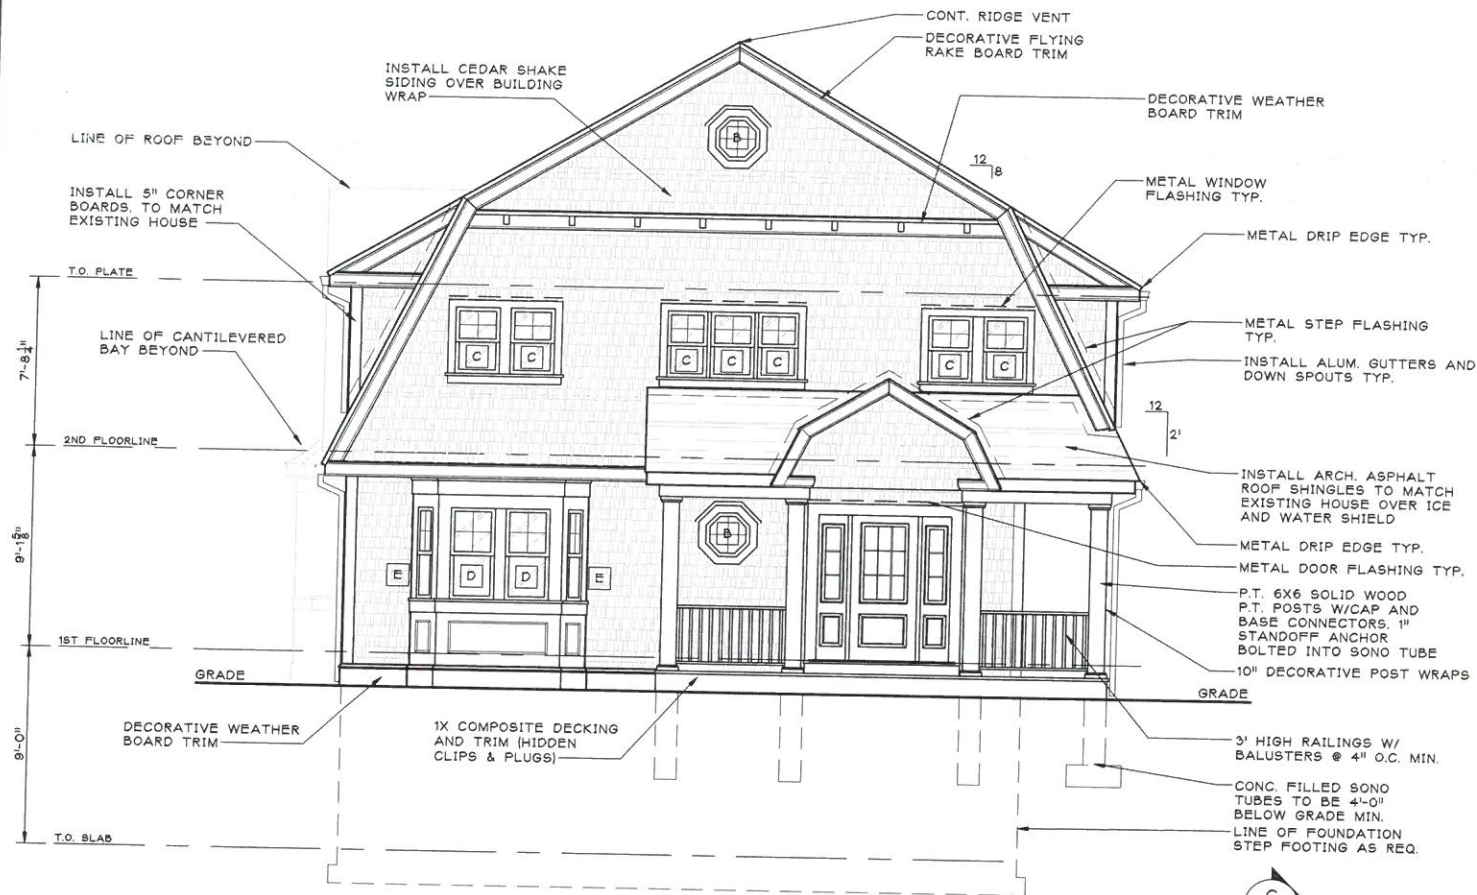 CONT. RIDGE VENT
DECORATIVE FLYING
RAKE BOARD TRIM
INSTALL CEDAR SHAKE
SIDING OVER BUILDING
WRAP
DECORATIVE WEATHER
BOARD TRIM
LINE OF ROOF BEYOND
B
12
8
METAL WINDOW
FLASHING TYP.
INSTALL 5" CORNER
BOARDS. TO MATCH
EXISTING HOUSE
METAL DRIP EDGE TYP.
T.O. PLATE
METAL STEP FLASHING
TYP.
LINE OF CANTILEVERED
BAY BEYOND
7'-8¼"
C C C C C C C
INSTALL ALUM. GUTTERS AND
DOWN SPOUTS TYP.
12
2'
2ND FLOORLINE
INSTALL ARCH. ASPHALT
ROOF SHINGLES TO MATCH
EXISTING HOUSE OVER ICE
AND WATER SHIELD
METAL DRIP EDGE TYP.
METAL DOOR FLASHING TYP.
9'-1⅝"
B
E D D E
P.T. 6X6 SOLID WOOD
P.T. POSTS W/CAP AND
BASE CONNECTORS. 1"
STANDOFF ANCHOR
BOLTED INTO SONO TUBE
1ST FLOORLINE
10" DECORATIVE POST WRAPS
GRADE
GRADE
DECORATIVE WEATHER
BOARD TRIM
1X COMPOSITE DECKING
AND TRIM (HIDDEN
CLIPS & PLUGS)
9'-0"
3' HIGH RAILINGS W/
BALUSTERS @ 4" O.C. MIN.
CONC. FILLED SONO
TUBES TO BE 4'-0"
BELOW GRADE MIN.
LINE OF FOUNDATION
STEP FOOTING AS REQ.
T.O. SLAB